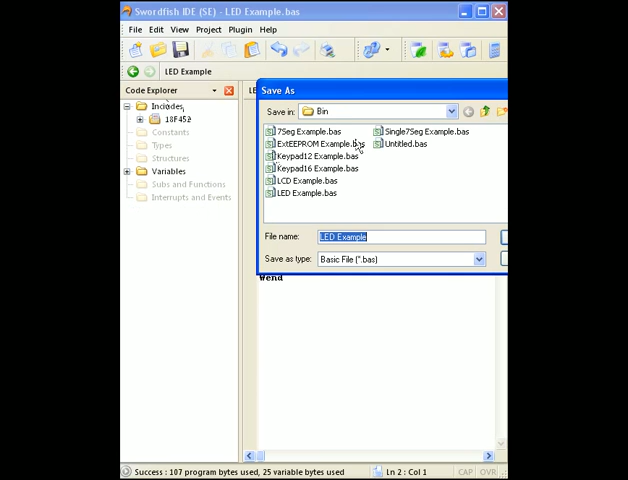 Swordfish IDE (SE) - LED Example.bas
File Edit View Project Plugin Help
LED Example
Code Explorer
Includes
18F452
Constants
Types
Structures
Variables
Subs and Functions
Interrupts and Events
LE
Save As
Save in: Bin
7Seg Example.bas
ExtEEPROM Example.bas
Keypad12 Example.bas
Keypad16 Example.bas
LCD Example.bas
LED Example.bas
Single7Seg Example.bas
Untitled.bas
File name: LED Example
Save as type: Basic File (*.bas)
Wend
Success : 107 program bytes used, 25 variable bytes used Ln 2 : Col 1 CAP OVR